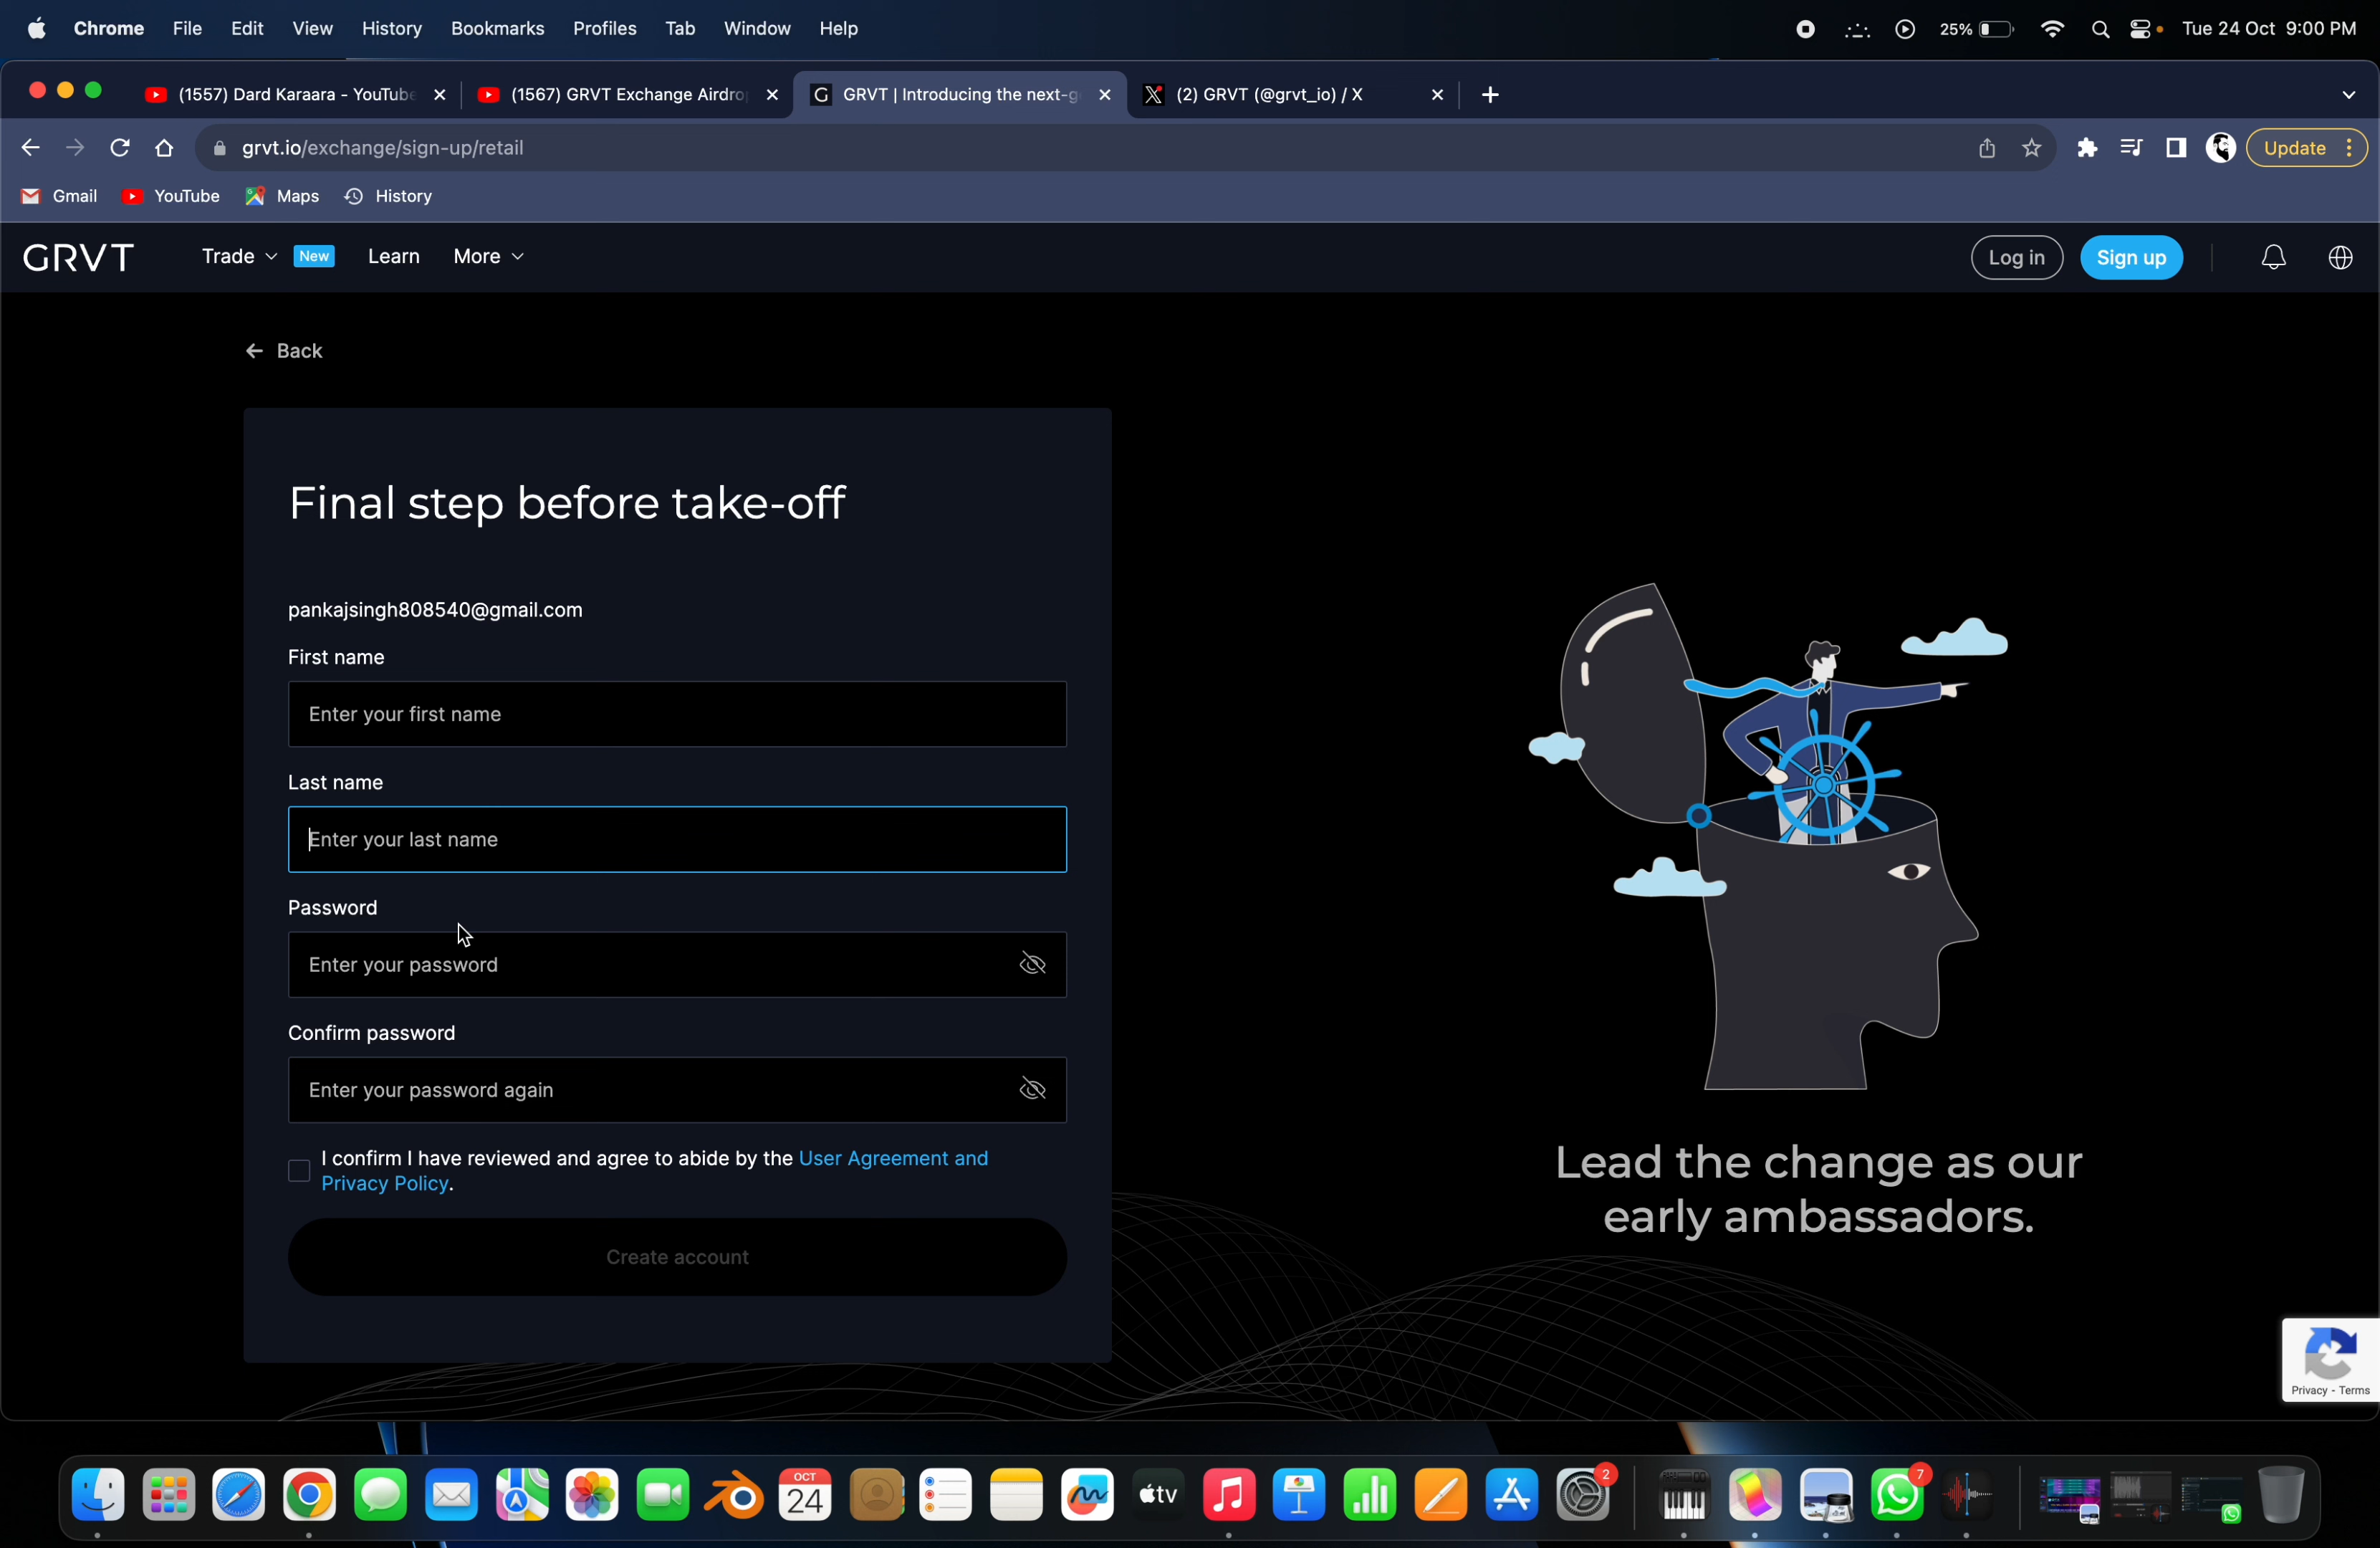 Chrome File Edit View History Bookmarks Profiles Tab Window Help 25% Tue 24 Oct 9:00 PM
(1557) Dard Karaara - YouTube (1567) GRVT Exchange Airdro G GRVT | Introducing the next-g (2) GRVT (@grvt_io) / X
grvt.io/exchange/sign-up/retail Update
Gmail YouTube Maps History
GRVT Trade New Learn More Log in Sign up
Back
Final step before take-off
pankajsingh808540@gmail.com
First name
Enter your first name
Last name
Enter your last name
Password
Enter your password
Confirm password
Enter your password again
I confirm I have reviewed and agree to abide by the User Agreement and
Privacy Policy.
Create account
Lead the change as our
early ambassadors.
Privacy - Terms
OCT
24
tv
2
7